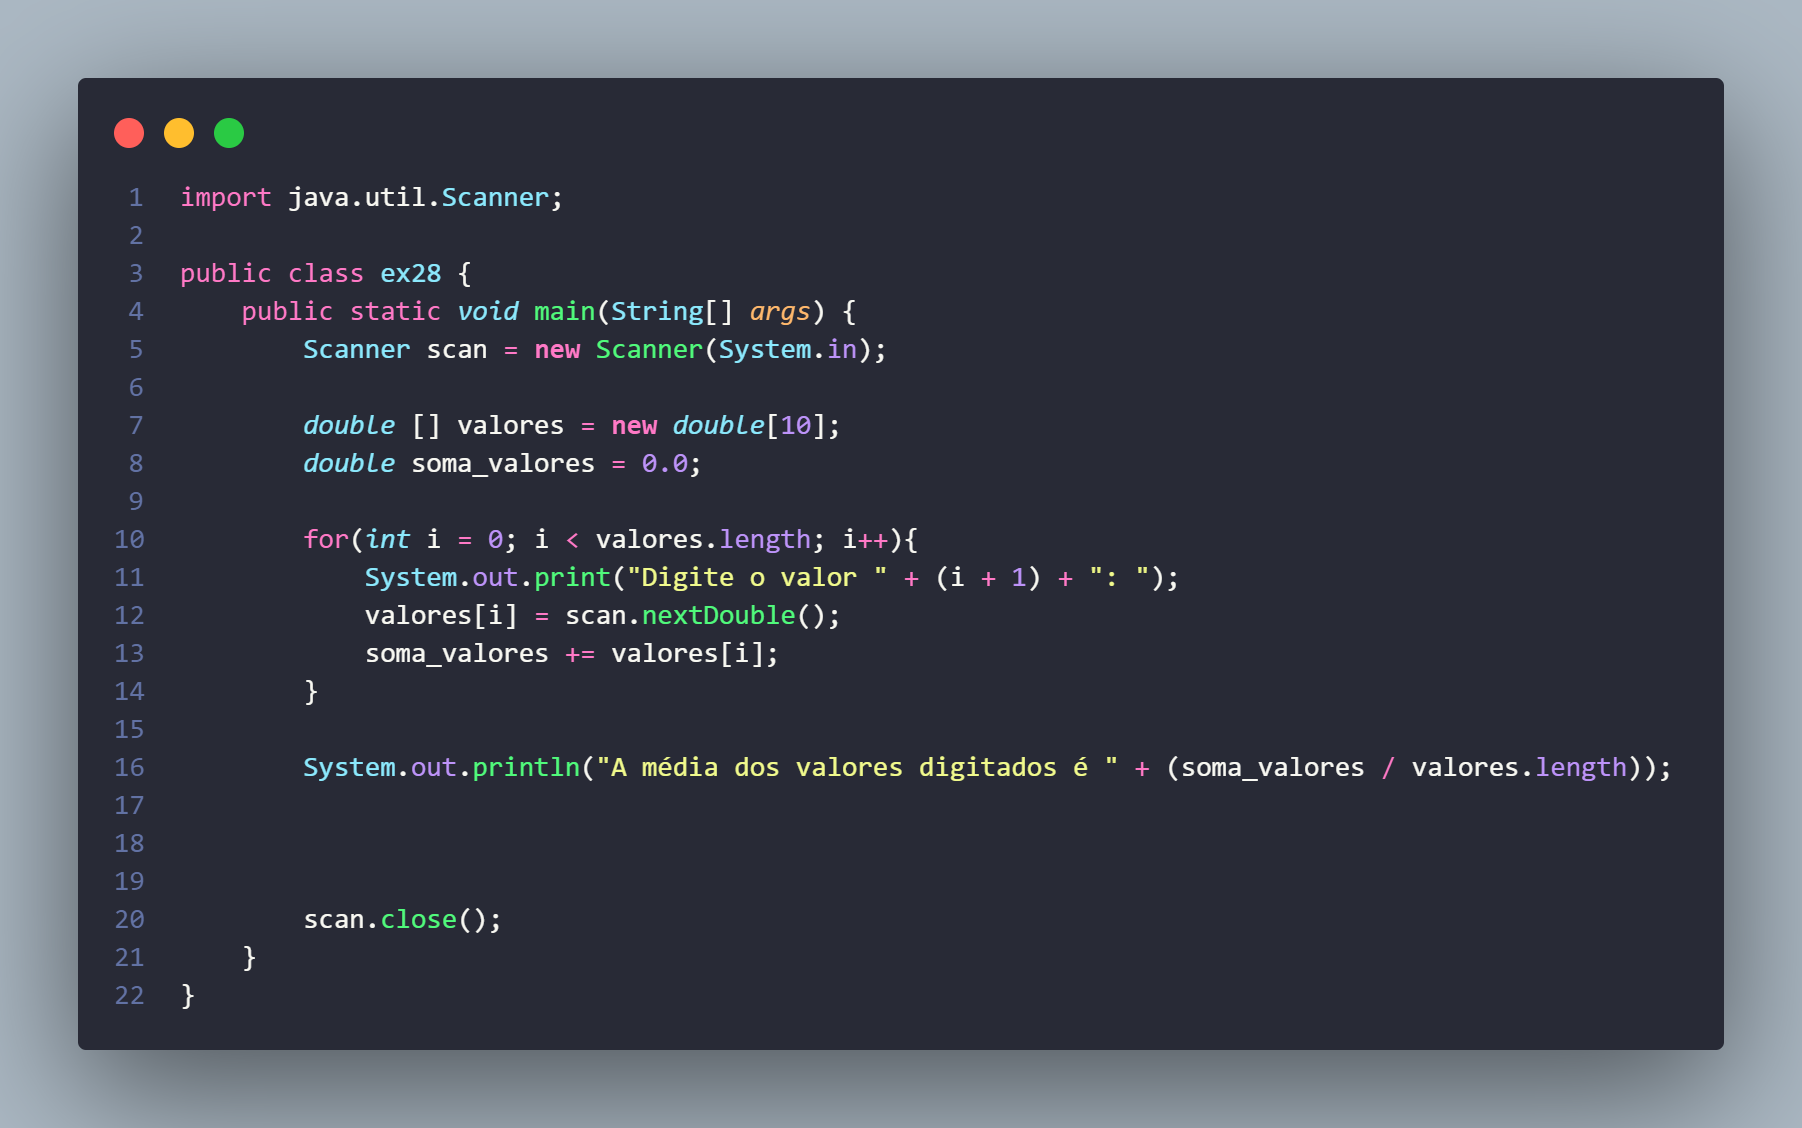 1 import java.util.Scanner;
2
3 public class ex28 {
4     public static void main(String[] args) {
5         Scanner scan = new Scanner(System.in);
6
7         double [] valores = new double[10];
8         double soma_valores = 0.0;
9
10         for(int i = 0; i < valores.length; i++){
11             System.out.print("Digite o valor " + (i + 1) + ": ");
12             valores[i] = scan.nextDouble();
13             soma_valores += valores[i];
14         }
15
16         System.out.println("A média dos valores digitados é " + (soma_valores / valores.length));
17
18
19
20         scan.close();
21     }
22 }